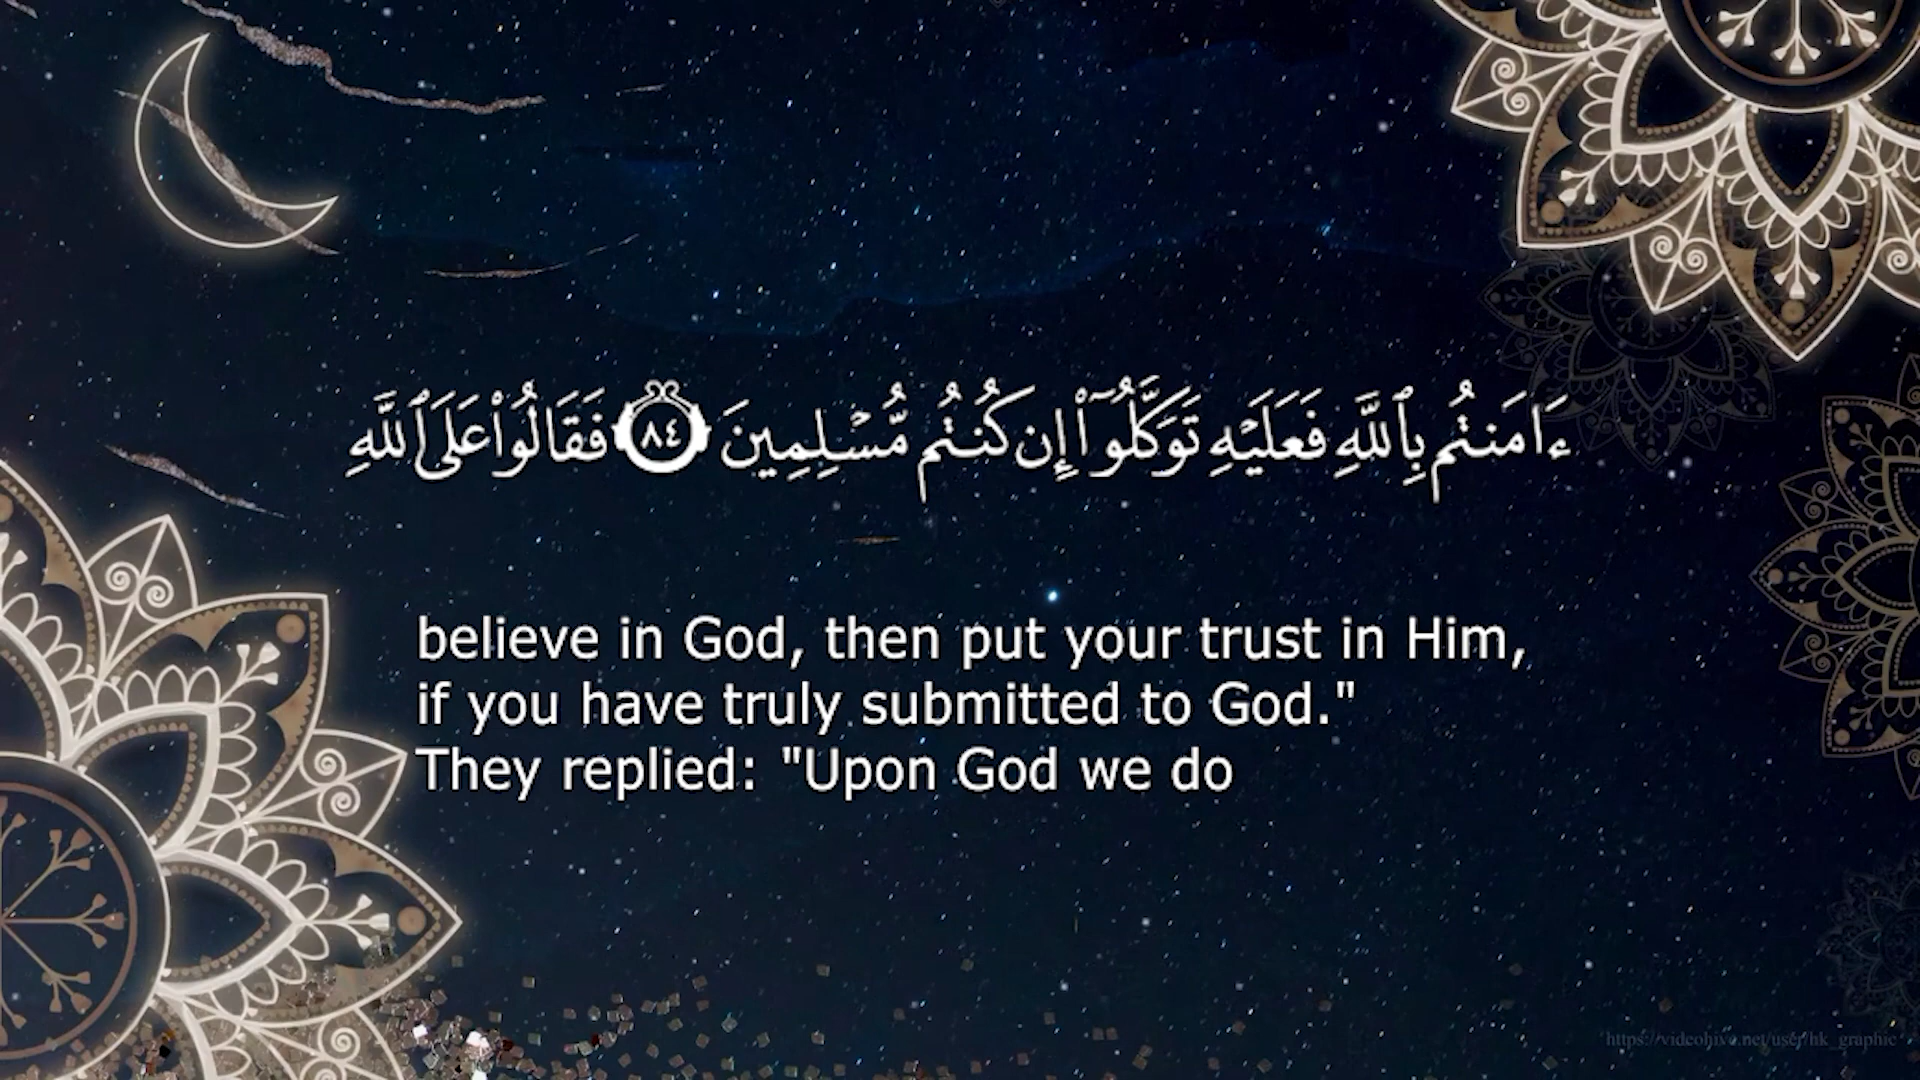 ءَامَنتُم بِٱللَّهِ فَعَلَيْهِ تَوَكَّلُوٓا۟ إِن كُنتُم مُّسْلِمِينَ ٨٤ فَقَالُوا۟ عَلَى ٱللَّهِ
believe in God, then put your trust in Him,
if you have truly submitted to God."
They replied: "Upon God we do
https://videohive.net/user/hk_graphic